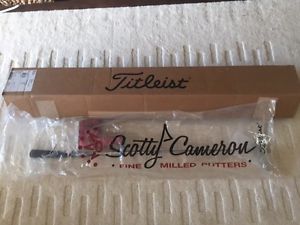 Titleist
Scotty Cameron
FINE MILLED PUTTERS